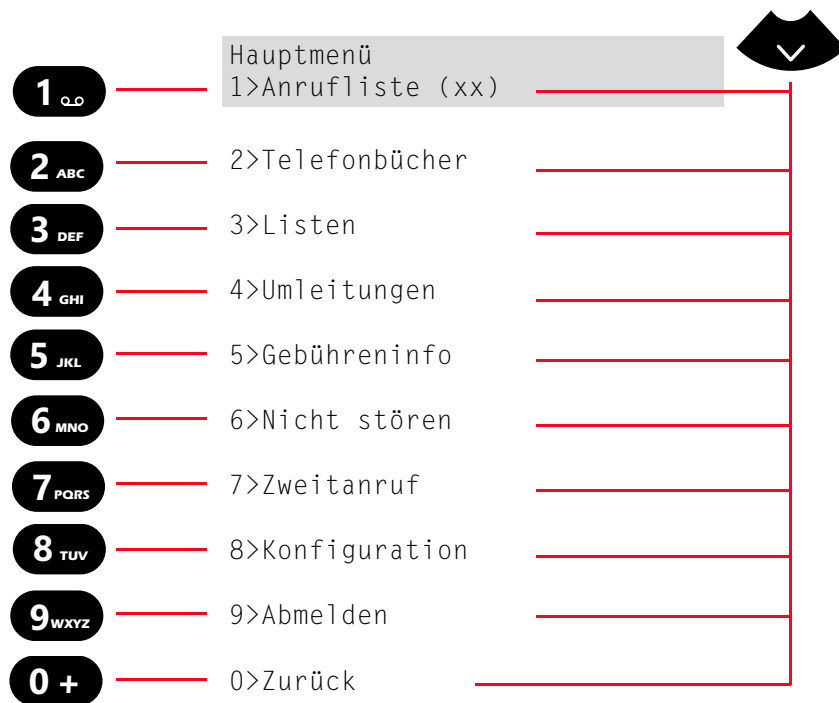 Hauptmenü
1 1>Anrufliste (xx)
2 ABC 2>Telefonbücher
3 DEF 3>Listen
4 GHI 4>Umleitungen
5 JKL 5>Gebühreninfo
6 MNO 6>Nicht stören
7 PQRS 7>Zweitanruf
8 TUV 8>Konfiguration
9 WXYZ 9>Abmelden
0 + 0>Zurück